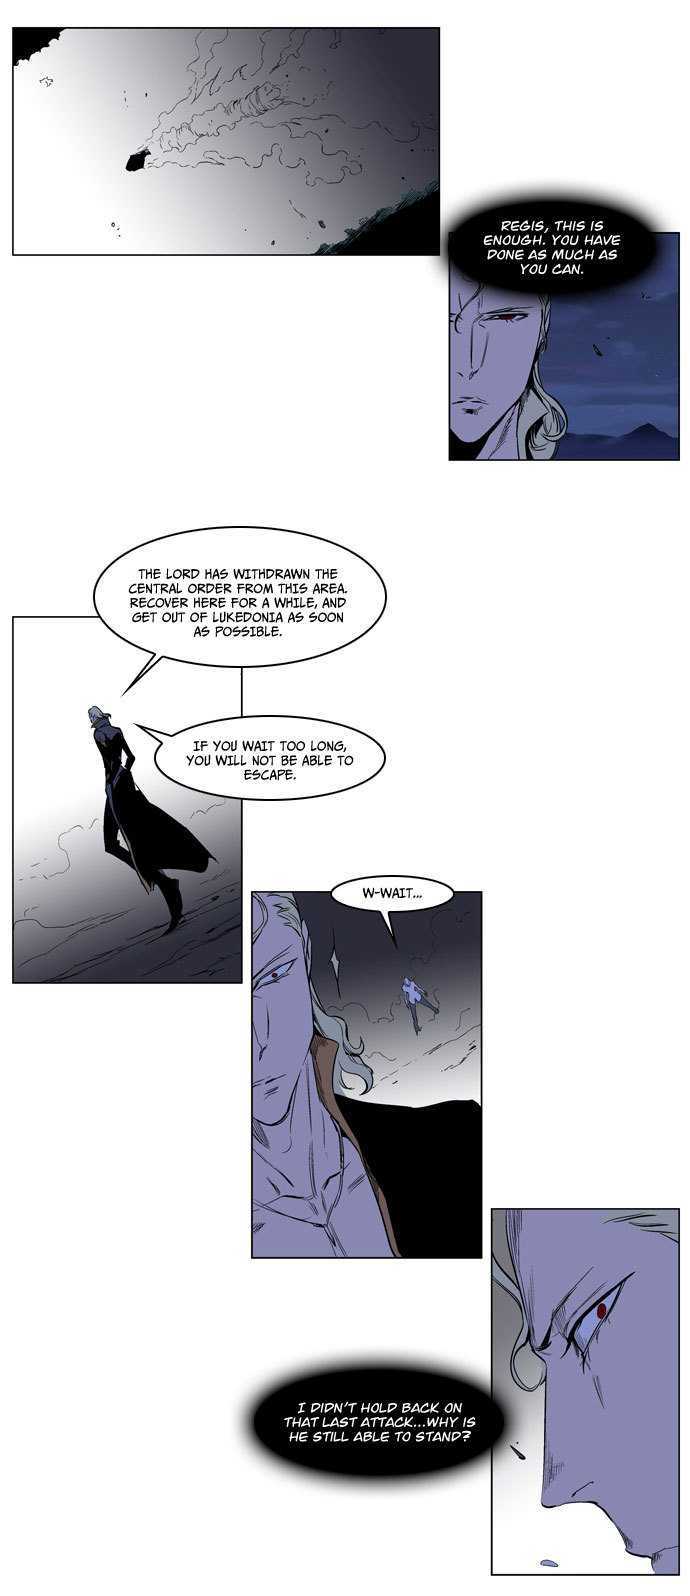 REGIS, THIS IS
ENOUGH. YOU HAVE
DONE AS MUCH AS
YOU CAN.
THE LORD HAS WITHDRAWN THE
CENTRAL ORDER FROM THIS AREA.
RECOVER HERE FOR A WHILE, AND
GET OUT OF LUKEDONIA AS SOON
AS POSSIBLE.
IF YOU WAIT TOO LONG,
YOU WILL NOT BE ABLE TO
ESCAPE.
W-WAIT...
I DIDN'T HOLD BACK ON
THAT LAST ATTACK...WHY IS
HE STILL ABLE TO STAND?